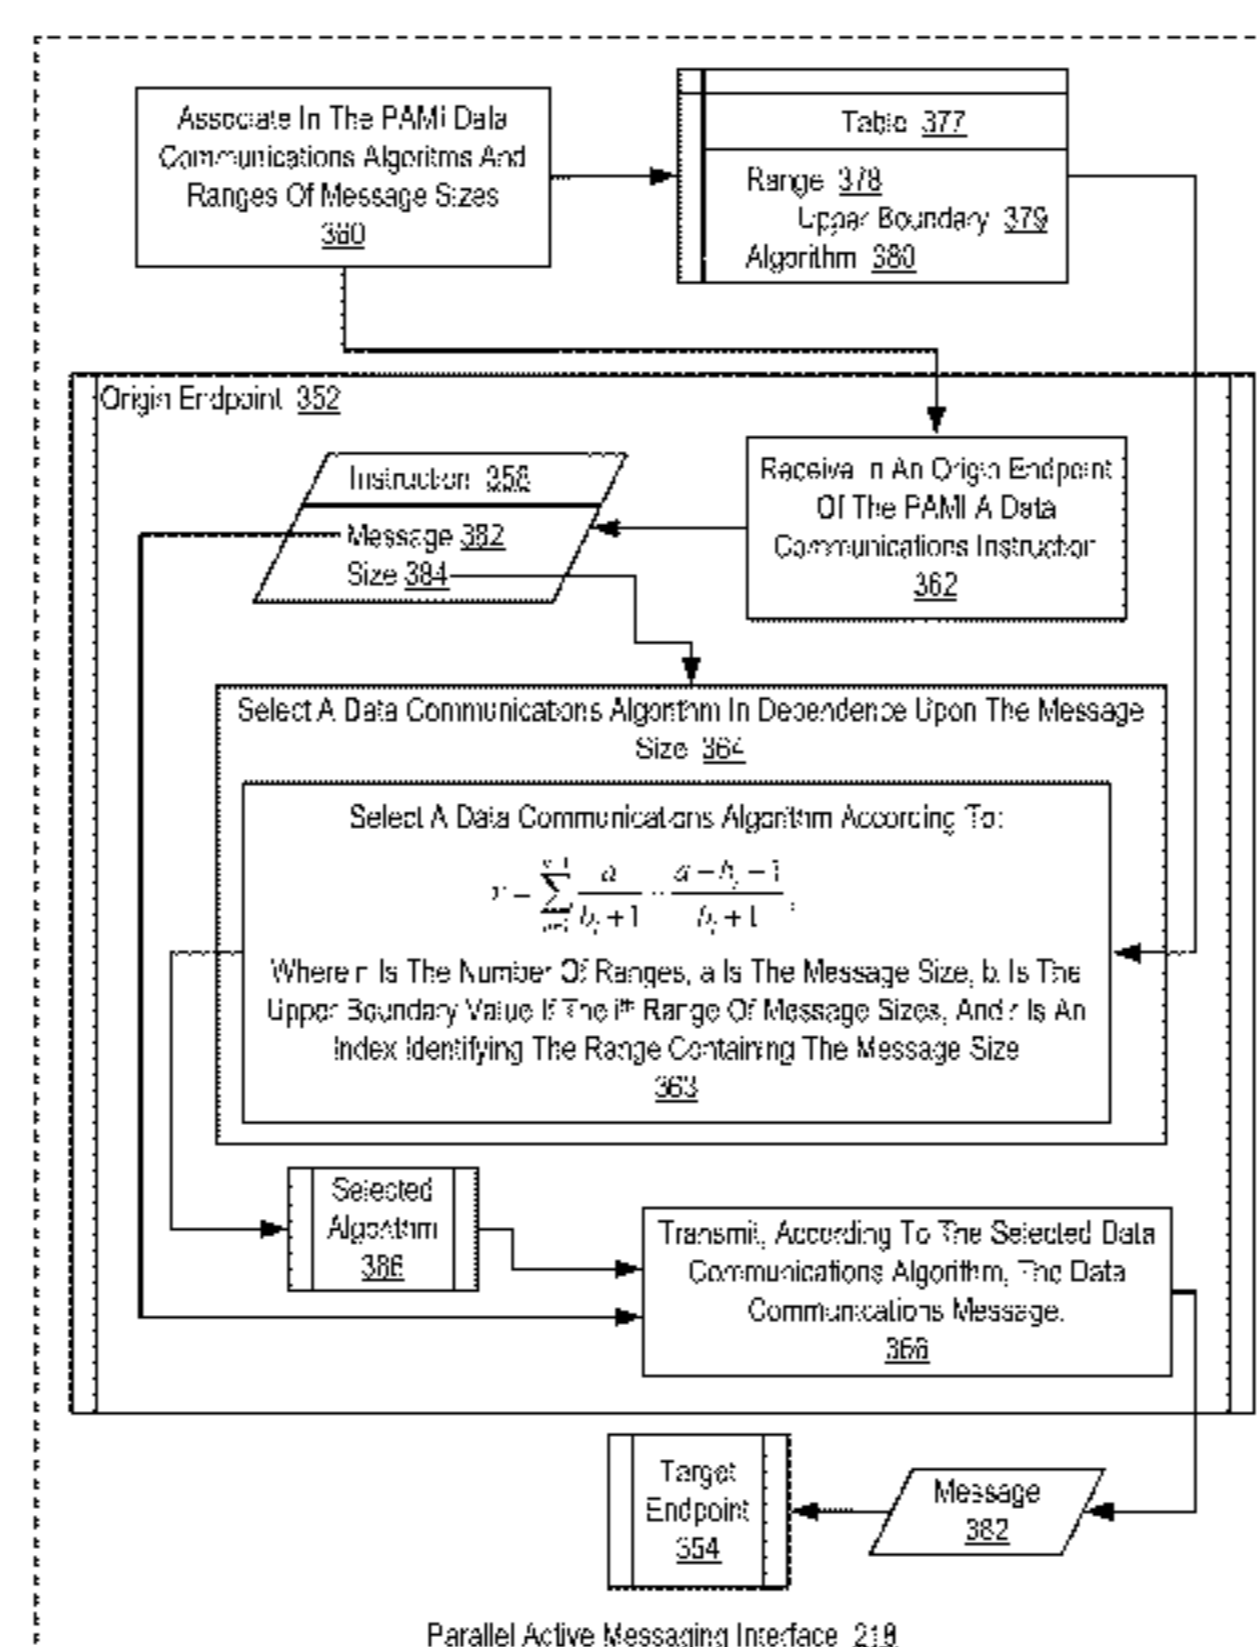 Associate In The PAMI Data
Communications Algoritms And
Ranges Of Message Sizes
360
Table 377
Range 378
Upper Boundary 379
Algorithm 380
Origin Endpoint 352
Instruction 358
Message 382
Size 384
Receive In An Origin Endpoint
Of The PAMI A Data
Communications Instruction
362
Select A Data Communications Algorithm In Dependence Upon The Message
Size 364
Select A Data Communications Algorithm According To:
Where n Is The Number Of Ranges, a Is The Message Size, bᵢ Is The
Upper Boundary Value If The iᵗʰ Range Of Message Sizes, And r Is An
Index Identifying The Range Containing The Message Size
363
Selected
Algorithm
386
Transmit, According To The Selected Data
Communications Algorithm, The Data
Communications Message.
366
Target
Endpoint
354
Message
382
Parallel Active Messaging Interface 218